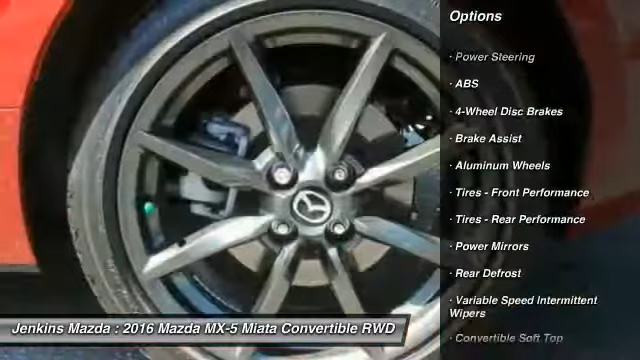 Options
· Power Steering
· ABS
· 4-Wheel Disc Brakes
· Brake Assist
· Aluminum Wheels
· Tires - Front Performance
· Tires - Rear Performance
· Power Mirrors
· Rear Defrost
· Variable Speed Intermittent
Wipers
· Convertible Soft Top
Jenkins Mazda : 2016 Mazda MX-5 Miata Convertible RWD